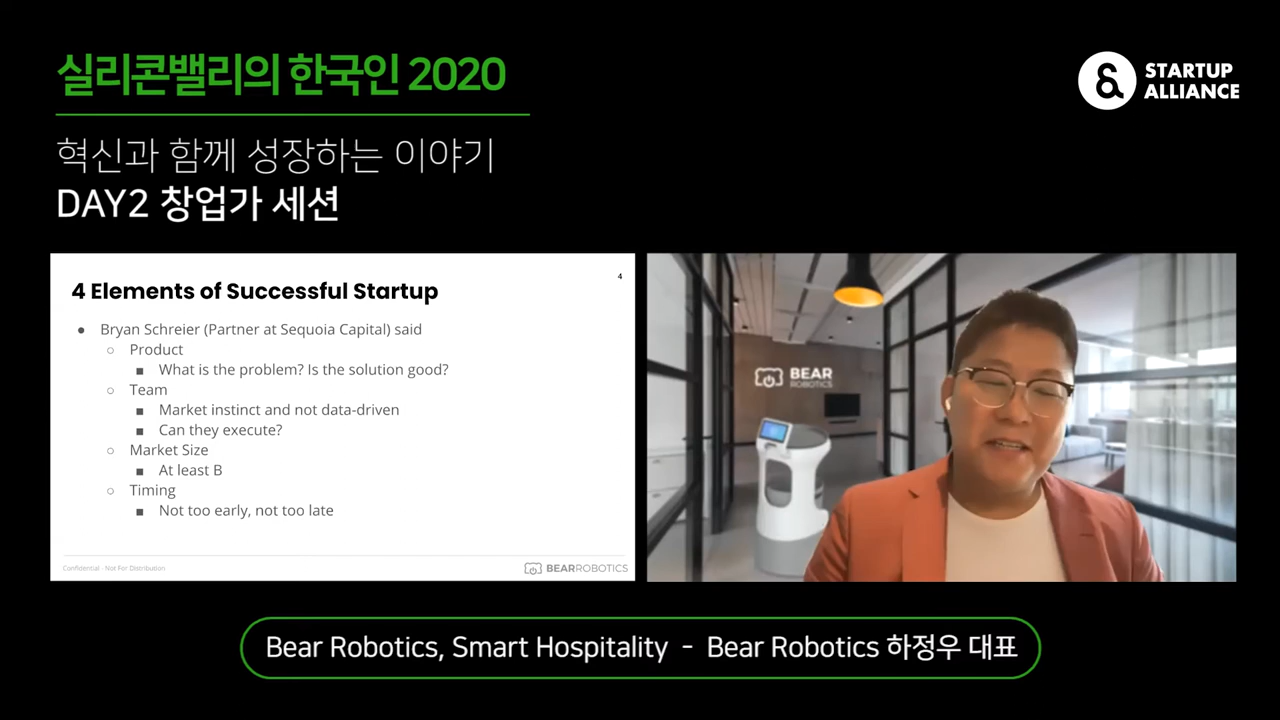 실리콘밸리의 한국인 2020
STARTUP
ALLIANCE
혁신과 함께 성장하는 이야기
DAY2 창업가 세션
4
4 Elements of Successful Startup
● Bryan Schreier (Partner at Sequoia Capital) said
○ Product
■ What is the problem? Is the solution good?
○ Team
■ Market instinct and not data-driven
■ Can they execute?
○ Market Size
■ At least B
○ Timing
■ Not too early, not too late
Confidential - Not For Distribution
BEARROBOTICS
BEAR
ROBOTICS
Bear Robotics, Smart Hospitality - Bear Robotics 하정우 대표